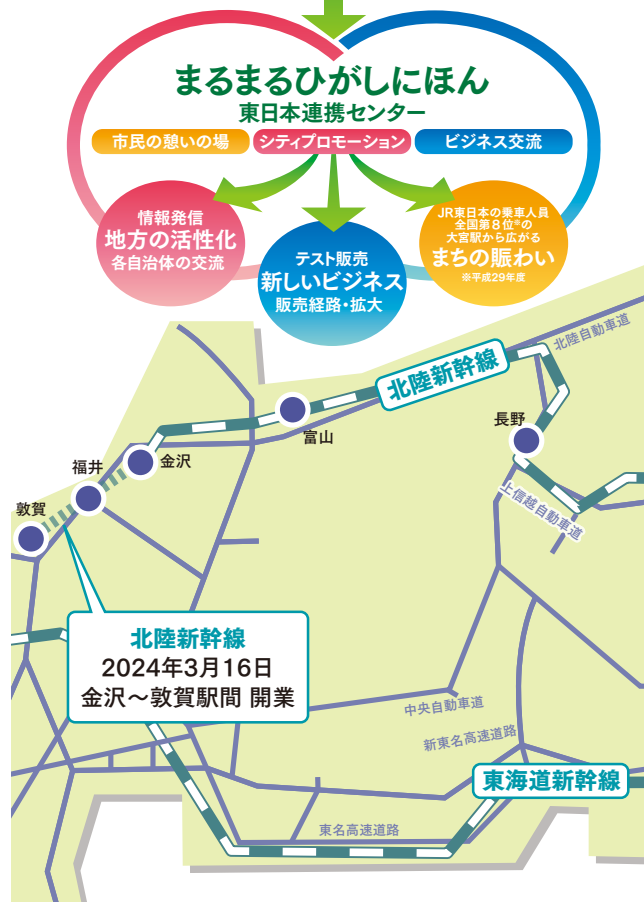 まるまるひがしにほん
東日本連携センター
市民の憩いの場
シティプロモーション
ビジネス交流
情報発信
地方の活性化
各自治体の交流
テスト販売
新しいビジネス
販売経路・拡大
JR東日本の乗車人員
全国第8位※の
大宮駅から広がる
まちの賑わい
※平成29年度
北陸自動車道
北陸新幹線
長野
富山
金沢
福井
敦賀
上信越自動車道
北陸新幹線
2024年3月16日
金沢～敦賀駅間 開業
中央自動車道
新東名高速道路
東海道新幹線
東名高速道路